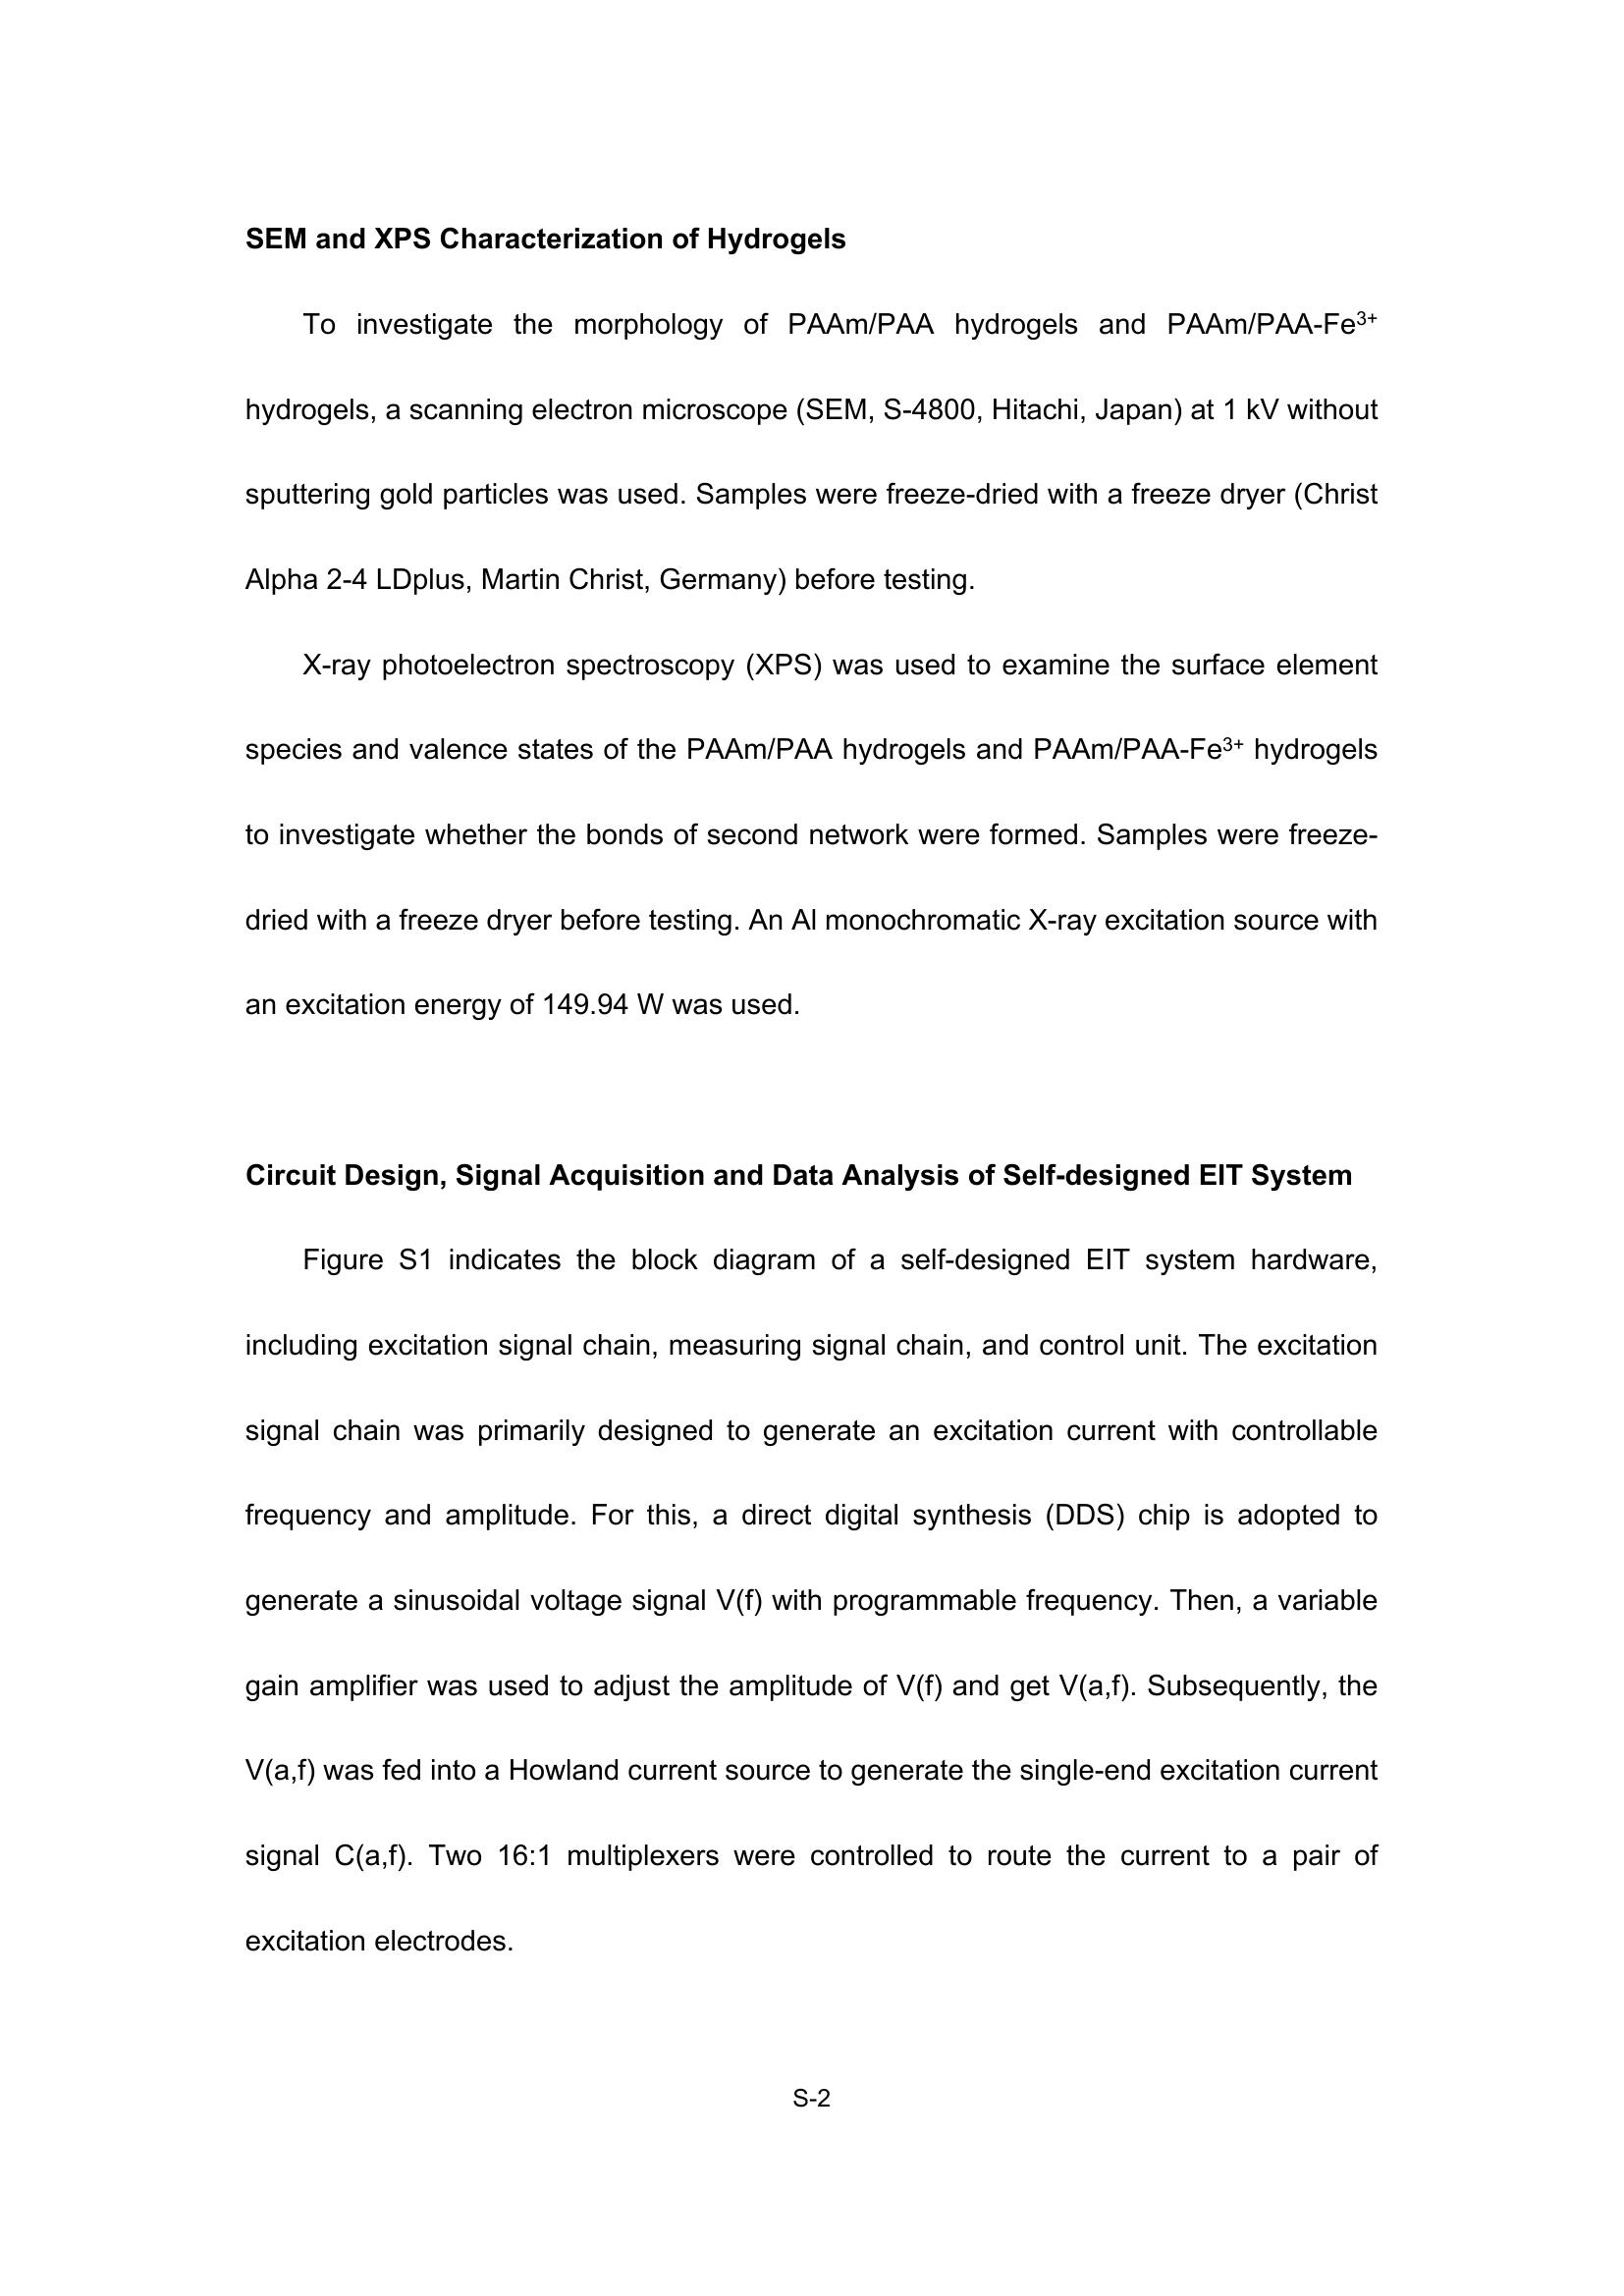 SEM and XPS Characterization of Hydrogels
To investigate the morphology of PAAm/PAA hydrogels and PAAm/PAA-Fe³⁺
hydrogels, a scanning electron microscope (SEM, S-4800, Hitachi, Japan) at 1 kV without
sputtering gold particles was used. Samples were freeze-dried with a freeze dryer (Christ
Alpha 2-4 LDplus, Martin Christ, Germany) before testing.
X-ray photoelectron spectroscopy (XPS) was used to examine the surface element
species and valence states of the PAAm/PAA hydrogels and PAAm/PAA-Fe³⁺ hydrogels
to investigate whether the bonds of second network were formed. Samples were freeze-
dried with a freeze dryer before testing. An Al monochromatic X-ray excitation source with
an excitation energy of 149.94 W was used.
Circuit Design, Signal Acquisition and Data Analysis of Self-designed EIT System
Figure S1 indicates the block diagram of a self-designed EIT system hardware,
including excitation signal chain, measuring signal chain, and control unit. The excitation
signal chain was primarily designed to generate an excitation current with controllable
frequency and amplitude. For this, a direct digital synthesis (DDS) chip is adopted to
generate a sinusoidal voltage signal V(f) with programmable frequency. Then, a variable
gain amplifier was used to adjust the amplitude of V(f) and get V(a,f). Subsequently, the
V(a,f) was fed into a Howland current source to generate the single-end excitation current
signal C(a,f). Two 16:1 multiplexers were controlled to route the current to a pair of
excitation electrodes.
S-2